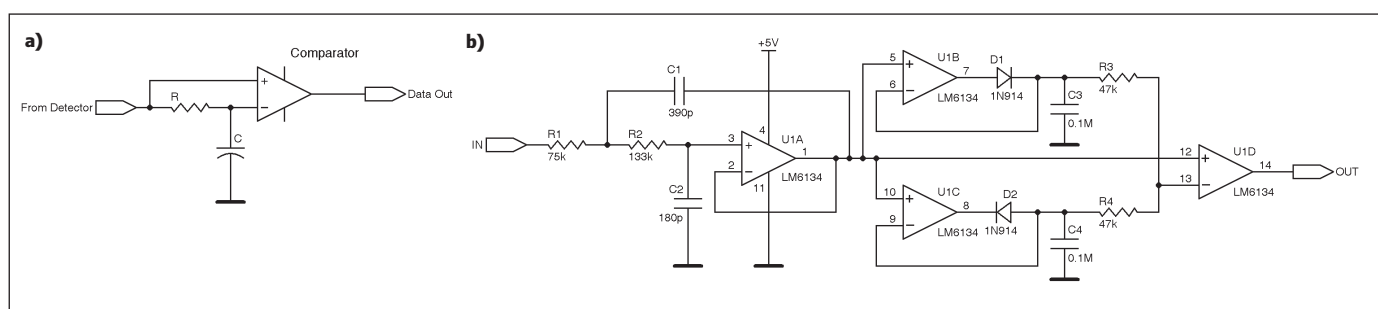 a)
Comparator
From Detector
R
C
+
−
Data Out
b)
+5V
C1
390p
IN
R1
75k
R2
133k
C2
180p
3
2
+
−
4
11
U1A
1
LM6134
5
6
+
−
U1B
7
LM6134
D1
1N914
C3
0.1M
R3
47k
10
9
+
−
U1C
8
LM6134
D2
1N914
C4
0.1M
R4
47k
12
13
+
−
U1D
14
LM6134
OUT